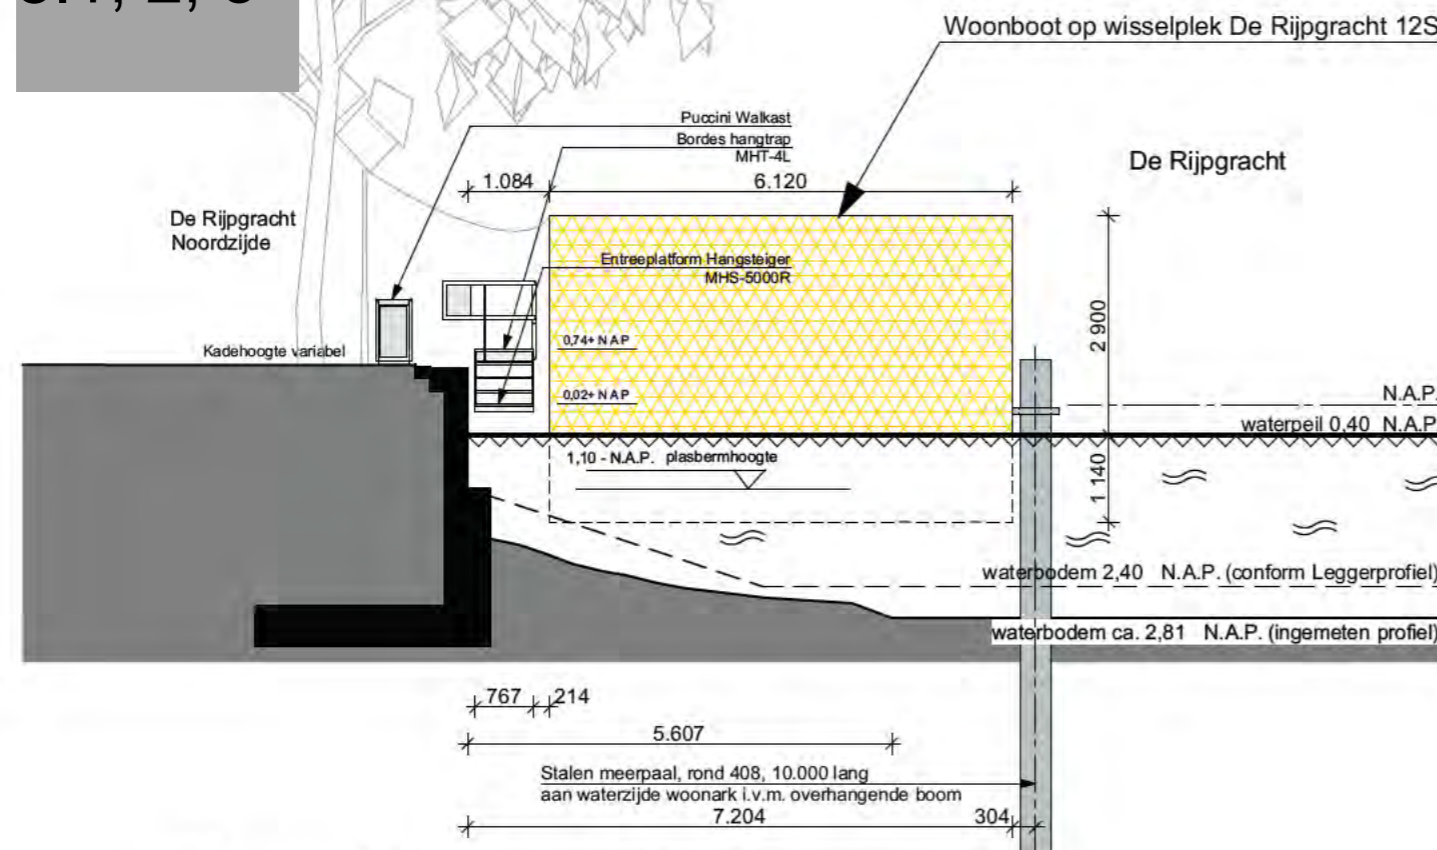 Woonboot op wisselplek De Rijpgracht 12S
Puccini Walkast
Bordes hangtrap
MHT-4L
De Rijpgracht
1.084
6.120
De Rijpgracht
Noordzijde
Entreeplatform Hangsteiger
MHS-5000R
2 900
0,74+ N A P
Kadehoogte variabel
0,02+ N A P
N.A.P.
waterpeil 0,40 N.A.P
1,10 - N.A.P. plasbermhoogte
1 140
waterbodem 2,40 N.A.P. (conform Leggerprofiel)
waterbodem ca. 2,81 N.A.P. (ingemeten profiel)
767
214
5.607
Stalen meerpaal, rond 408, 10.000 lang
aan waterzijde woonark i.v.m. overhangende boom
7.204
304